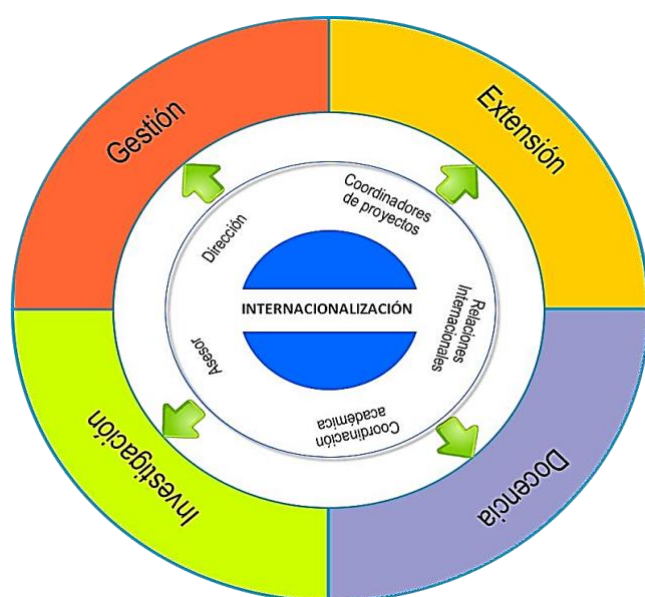 Gestión
Extensión
Coordinadores
de proyectos
Dirección
INTERNACIONALIZACIÓN
Relaciones
Internacionales
Asesor
Coordinación
académica
Investigación
Docencia